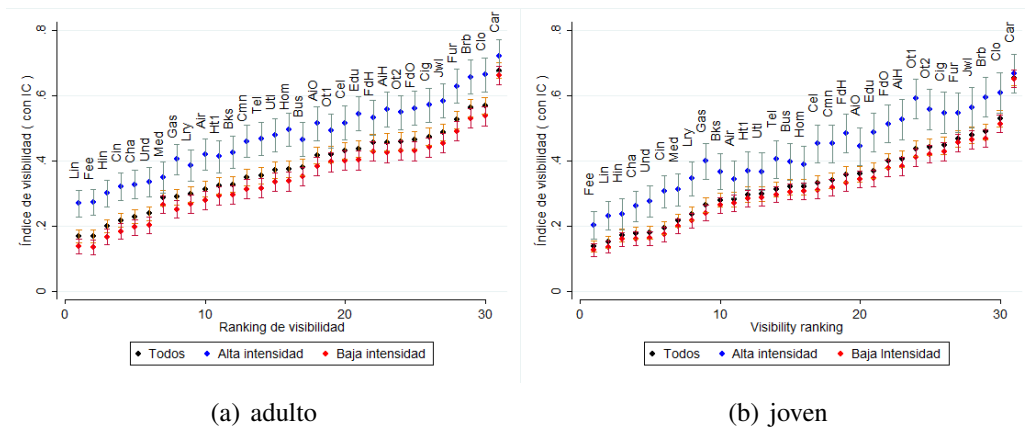 Índice de visibilidad ( con IC )
.8
.6
.4
.2
0
Lin
Fee
Hin
Cln
Cha
Und
Med
Gas
Lry
Air
Ht1
Bks
Cmn
Tel
Utl
Hom
Bus
AlO
Ot1
Cel
Edu
FdH
AlH
Ot2
FdO
Cig
Jwl
Fur
Brb
Clo
Car
0
10
20
30
Ranking de visibilidad
Todos
Alta intensidad
Baja intensidad
(a) adulto
Índice de visibilidad ( con IC )
.8
.6
.4
.2
0
Fee
Lin
Hin
Cha
Und
Cln
Med
Lry
Gas
Bks
Air
Ht1
Utl
Tel
Bus
Hom
Cel
Cmn
FdH
AlO
Edu
FdO
AlH
Ot1
Ot2
Cig
Fur
Jwl
Brb
Clo
Car
0
10
20
30
Visibility ranking
Todos
Alta intensidad
Baja Intensidad
(b) joven